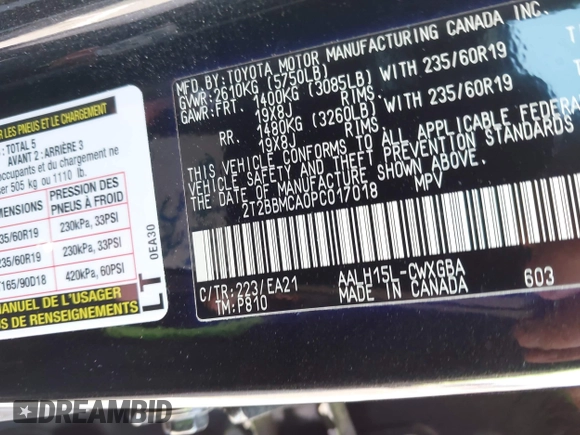 MFD.BY:TOYOTA MOTOR MANUFACTURING CANADA INC.
GVWR:2610KG (5750LB)
GAWR:FRT. 1400KG (3085LB) WITH 235/60R19
19X8J RIMS
RR. 1480KG (3260LB) WITH 235/60R19
19X8J RIMS
THIS VEHICLE CONFORMS TO ALL APPLICABLE FEDERAL
VEHICLE SAFETY AND THEFT PREVENTION STANDARDS
THE DATE OF MANUFACTURE SHOWN ABOVE.
2T2BBMCA0PC017018 MPV
C/TR:223/EA21 AALH15L-CWXGBA
TM:P810 MADE IN CANADA 603
LES PNEUS ET LE CHARGEMENT
: TOTAL 5
AVANT 2 : ARRIÈRE 3
occupants et du chargement
505 kg ou 1110 lb.
PRESSION DES
PNEUS À FROID
35/60R19 230kPa, 33PSI
35/60R19 230kPa, 33PSI
T165/90D18 420kPa, 60PSI
MANUEL DE L'USAGER
DE RENSEIGNEMENTS
LT 0EA30
DREAMBID